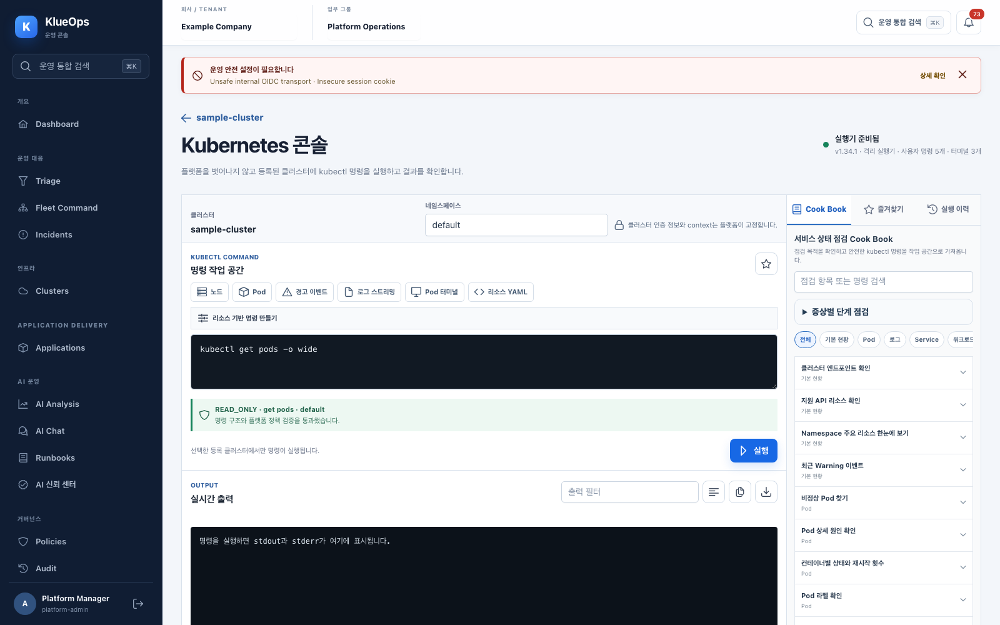 K
KlueOps
운영 콘솔
운영 통합 검색 ⌘K
개요
Dashboard
운영 대응
Triage
Fleet Command
Incidents
인프라
Clusters
APPLICATION DELIVERY
Applications
AI 운영
AI Analysis
AI Chat
Runbooks
AI 신뢰 센터
거버넌스
Policies
Audit
A
Platform Manager
platform-admin
회사 / TENANT
Example Company
업무 그룹
Platform Operations
운영 통합 검색 ⌘K
73
운영 안전 설정이 필요합니다
Unsafe internal OIDC transport · Insecure session cookie
상세 확인
sample-cluster
Kubernetes 콘솔
플랫폼을 벗어나지 않고 등록된 클러스터에 kubectl 명령을 실행하고 결과를 확인합니다.
실행기 준비됨
v1.34.1 · 격리 실행기 · 사용자 명령 5개 · 터미널 3개
클러스터
sample-cluster
네임스페이스
default
클러스터 인증 정보와 context는 플랫폼이 고정합니다.
KUBECTL COMMAND
명령 작업 공간
노드
Pod
경고 이벤트
로그 스트리밍
Pod 터미널
리소스 YAML
리소스 기반 명령 만들기
kubectl get pods -o wide
READ_ONLY · get pods · default
명령 구조와 플랫폼 정책 검증을 통과했습니다.
선택한 등록 클러스터에서만 명령이 실행됩니다.
실행
OUTPUT
실시간 출력
출력 필터
명령을 실행하면 stdout과 stderr가 여기에 표시됩니다.
Cook Book
즐겨찾기
실행 이력
서비스 상태 점검 Cook Book
점검 목적을 확인하고 안전한 kubectl 명령을 작업 공간으로 가져옵니
다.
점검 항목 또는 명령 검색
증상별 단계 점검
전체
기본 현황
Pod
로그
Service
워크로드
클러스터 엔드포인트 확인
기본 현황
지원 API 리소스 확인
기본 현황
Namespace 주요 리소스 한눈에 보기
기본 현황
최근 Warning 이벤트
기본 현황
비정상 Pod 찾기
Pod
Pod 상세 원인 확인
Pod
컨테이너별 상태와 재시작 횟수
Pod
Pod 라벨 확인
Pod